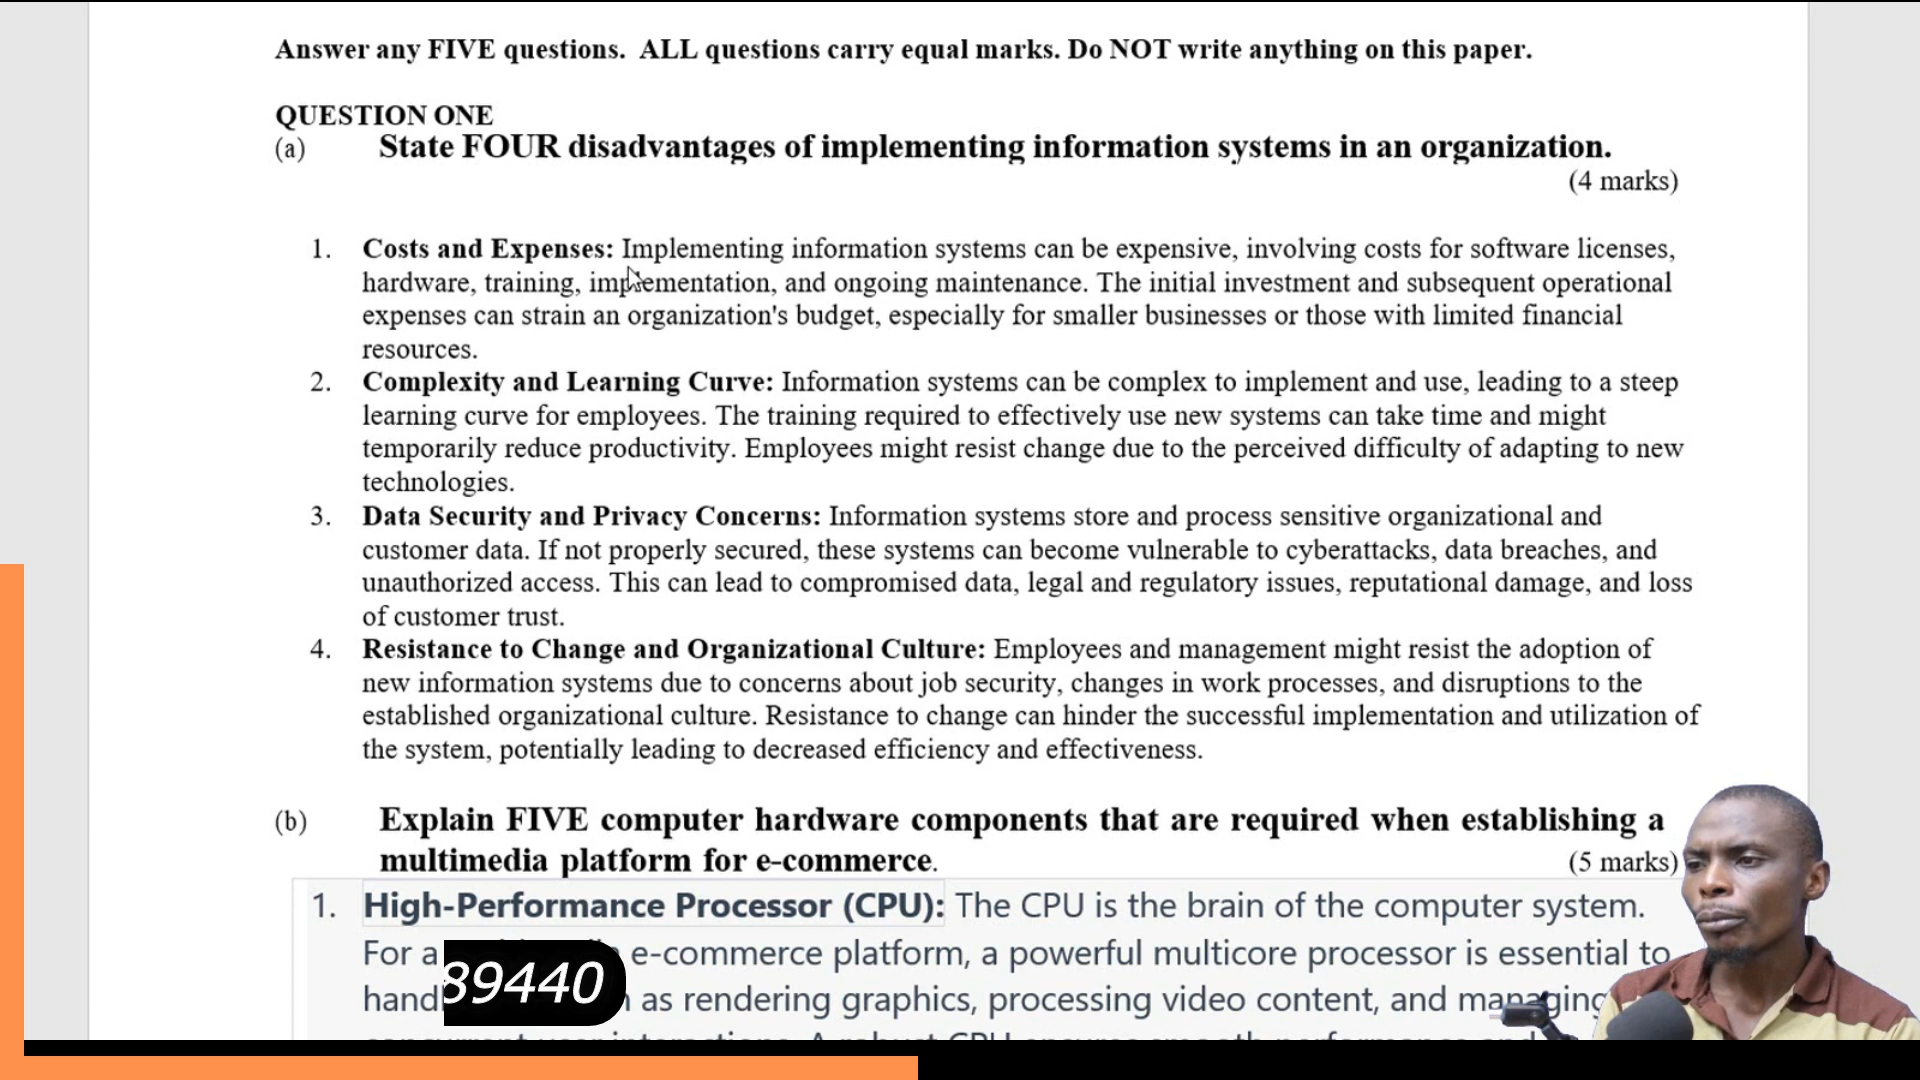 Answer any FIVE questions.  ALL questions carry equal marks. Do NOT write anything on this paper.
QUESTION ONE
(a) State FOUR disadvantages of implementing information systems in an organization.
(4 marks)
1. Costs and Expenses: Implementing information systems can be expensive, involving costs for software licenses,
hardware, training, implementation, and ongoing maintenance. The initial investment and subsequent operational
expenses can strain an organization's budget, especially for smaller businesses or those with limited financial
resources.
2. Complexity and Learning Curve: Information systems can be complex to implement and use, leading to a steep
learning curve for employees. The training required to effectively use new systems can take time and might
temporarily reduce productivity. Employees might resist change due to the perceived difficulty of adapting to new
technologies.
3. Data Security and Privacy Concerns: Information systems store and process sensitive organizational and
customer data. If not properly secured, these systems can become vulnerable to cyberattacks, data breaches, and
unauthorized access. This can lead to compromised data, legal and regulatory issues, reputational damage, and loss
of customer trust.
4. Resistance to Change and Organizational Culture: Employees and management might resist the adoption of
new information systems due to concerns about job security, changes in work processes, and disruptions to the
established organizational culture. Resistance to change can hinder the successful implementation and utilization of
the system, potentially leading to decreased efficiency and effectiveness.
(b) Explain FIVE computer hardware components that are required when establishing a
multimedia platform for e-commerce. (5 marks)
1. High-Performance Processor (CPU): The CPU is the brain of the computer system.
For a e-commerce platform, a powerful multicore processor is essential to
as rendering graphics, processing video content, and managing
89440